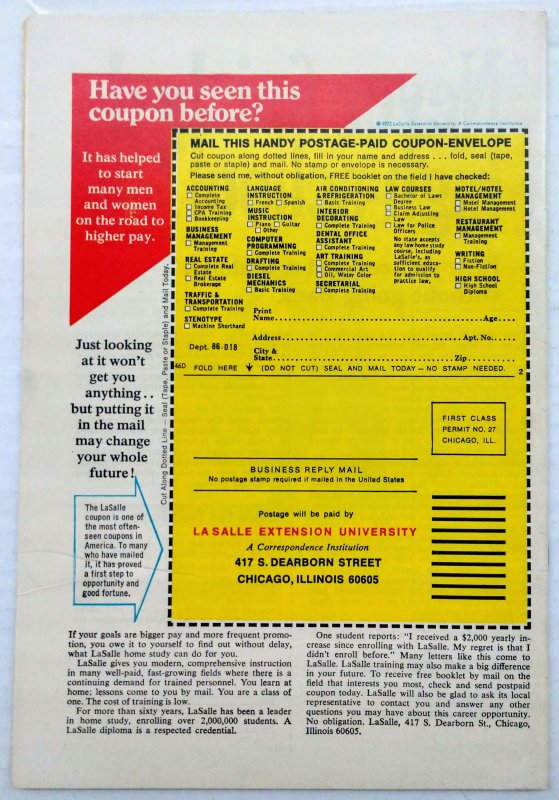 Have you seen this
coupon before?
© 1972 LaSalle Extension University, A Correspondence Institution
It has helped
to start
many men
and women
on the road to
higher pay.
MAIL THIS HANDY POSTAGE-PAID COUPON-ENVELOPE
Cut coupon along dotted lines, fill in your name and address . . . fold, seal (tape,
paste or staple) and mail. No stamp or envelope is necessary.
Please send me, without obligation, FREE booklet on the field I have checked:
ACCOUNTING
Complete
Accounting
Income Tax
CPA Training
Bookkeeping
BUSINESS
MANAGEMENT
Management
Training
REAL ESTATE
Complete Real
Estate
Real Estate
Brokerage
TRAFFIC &
TRANSPORTATION
Complete Training
STENOTYPE
Machine Shorthand
LANGUAGE
INSTRUCTION
French Spanish
MUSIC
INSTRUCTION
Piano Guitar
Other
COMPUTER
PROGRAMMING
Complete Training
DRAFTING
Complete Training
DIESEL
MECHANICS
Basic Training
AIR CONDITIONING
& REFRIGERATION
Basic Training
INTERIOR
DECORATING
Complete Training
DENTAL OFFICE
ASSISTANT
Complete Training
ART TRAINING
Complete Training
Commercial Art
Oil, Water Color
SECRETARIAL
Complete Training
LAW COURSES
Bachelor of Laws
Degree
Business Law
Claim Adjusting
Law
Law for Police
Officers
No state accepts
any law home study
course, including
LaSalle's, as
sufficient educa-
tion to qualify
for admission to
practice law.
MOTEL/HOTEL
MANAGEMENT
Motel Management
Hotel Management
RESTAURANT
MANAGEMENT
Management
Training
WRITING
Fiction
Non-Fiction
HIGH SCHOOL
High School
Diploma
Print
Name Age
Address Apt. No.
Dept. 86-018
City &
State Zip
46D FOLD HERE (DO NOT CUT) SEAL AND MAIL TODAY — NO STAMP NEEDED. 2
Cut Along Dotted Line — Seal (Tape, Paste or Staple) and Mail Today.
Just looking
at it won't
get you
anything . .
but putting it
in the mail
may change
your whole
future!
The LaSalle
coupon is one of
the most often-
seen coupons in
America. To many
who have mailed
it, it has proved
a first step to
opportunity and
good fortune.
FIRST CLASS
PERMIT NO. 27
CHICAGO, ILL.
BUSINESS REPLY MAIL
No postage stamp required if mailed in the United States
Postage will be paid by
LA SALLE EXTENSION UNIVERSITY
A Correspondence Institution
417 S. DEARBORN STREET
CHICAGO, ILLINOIS 60605
If your goals are bigger pay and more frequent promo-
tion, you owe it to yourself to find out without delay,
what LaSalle home study can do for you.
LaSalle gives you modern, comprehensive instruction
in many well-paid, fast-growing fields where there is a
continuing demand for trained personnel. You learn at
home; lessons come to you by mail. You are a class of
one. The cost of training is low.
For more than sixty years, LaSalle has been a leader
in home study, enrolling over 2,000,000 students. A
LaSalle diploma is a respected credential.
One student reports: "I received a $2,000 yearly in-
crease since enrolling with LaSalle. My regret is that I
didn't enroll before." Many letters like this come to
LaSalle. LaSalle training may also make a big difference
in your future. To receive free booklet by mail on the
field that interests you most, check and send postpaid
coupon today. LaSalle will also be glad to ask its local
representative to contact you and answer any other
questions you may have about this career opportunity.
No obligation. LaSalle, 417 S. Dearborn St., Chicago,
Illinois 60605.